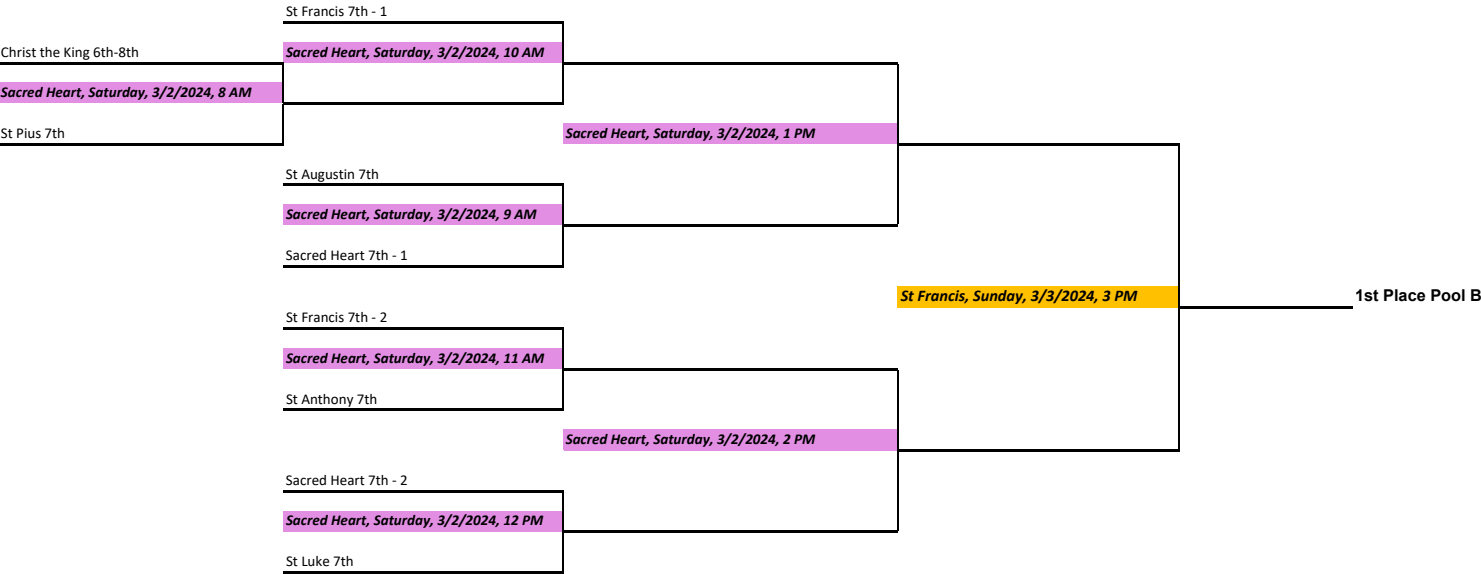 St Francis 7th - 1
Christ the King 6th-8th
Sacred Heart, Saturday, 3/2/2024, 10 AM
Sacred Heart, Saturday, 3/2/2024, 8 AM
St Pius 7th
Sacred Heart, Saturday, 3/2/2024, 1 PM
St Augustin 7th
Sacred Heart, Saturday, 3/2/2024, 9 AM
Sacred Heart 7th - 1
St Francis, Sunday, 3/3/2024, 3 PM
1st Place Pool B
St Francis 7th - 2
Sacred Heart, Saturday, 3/2/2024, 11 AM
St Anthony 7th
Sacred Heart, Saturday, 3/2/2024, 2 PM
Sacred Heart 7th - 2
Sacred Heart, Saturday, 3/2/2024, 12 PM
St Luke 7th